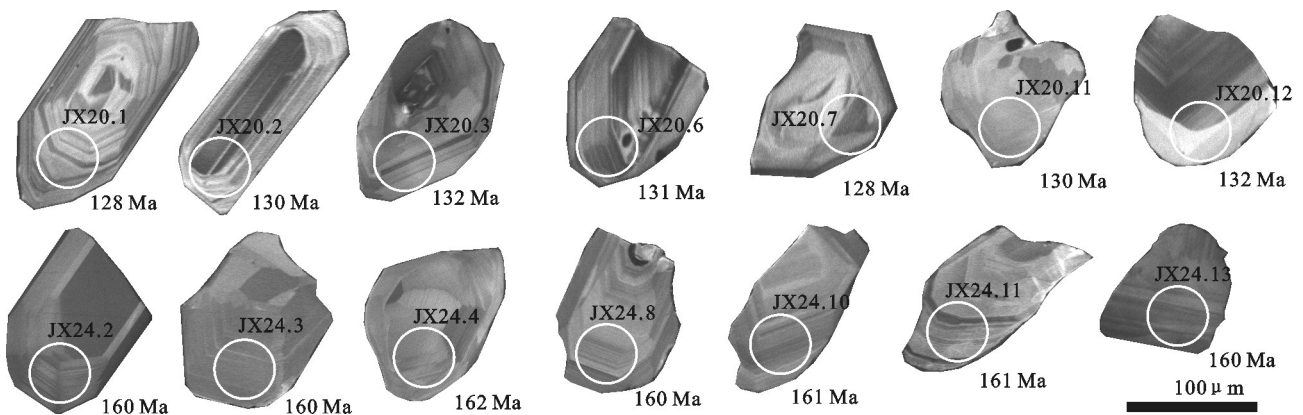 JX20.1
JX20.2
JX20.3
JX20.6
JX20.7
JX20.11
JX20.12
128 Ma
130 Ma
132 Ma
131 Ma
128 Ma
130 Ma
132 Ma
JX24.2
JX24.3
JX24.4
JX24.8
JX24.10
JX24.11
JX24.13
160 Ma
160 Ma
162 Ma
160 Ma
161 Ma
161 Ma
160 Ma
100 μm